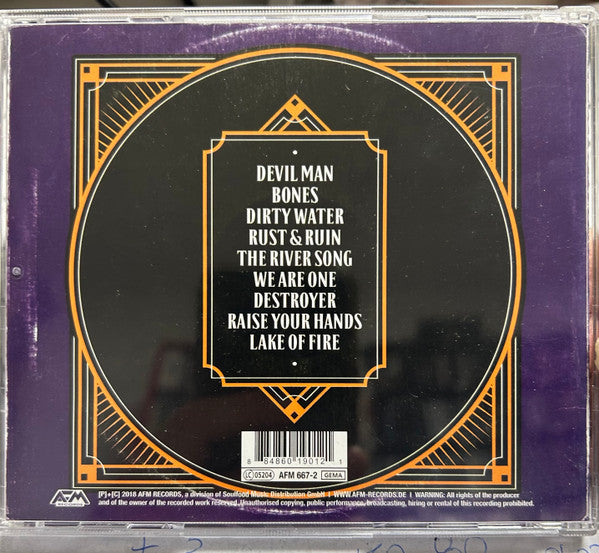 DEVIL MAN
BONES
DIRTY WATER
RUST & RUIN
THE RIVER SONG
WE ARE ONE
DESTROYER
RAISE YOUR HANDS
LAKE OF FIRE
8 84860 19012 1
LC 05204 AFM 667-2 GEMA
AFM
RECORDS
[P]+[C] 2018 AFM RECORDS, a division of Soulfood Music Distribution GmbH | WWW.AFM-RECORDS.DE | WARNING: All rights of the producer
and of the owner of the recorded work reserved. Unauthorised copying, public performance, broadcasting, hiring or rental of this recording prohibited.